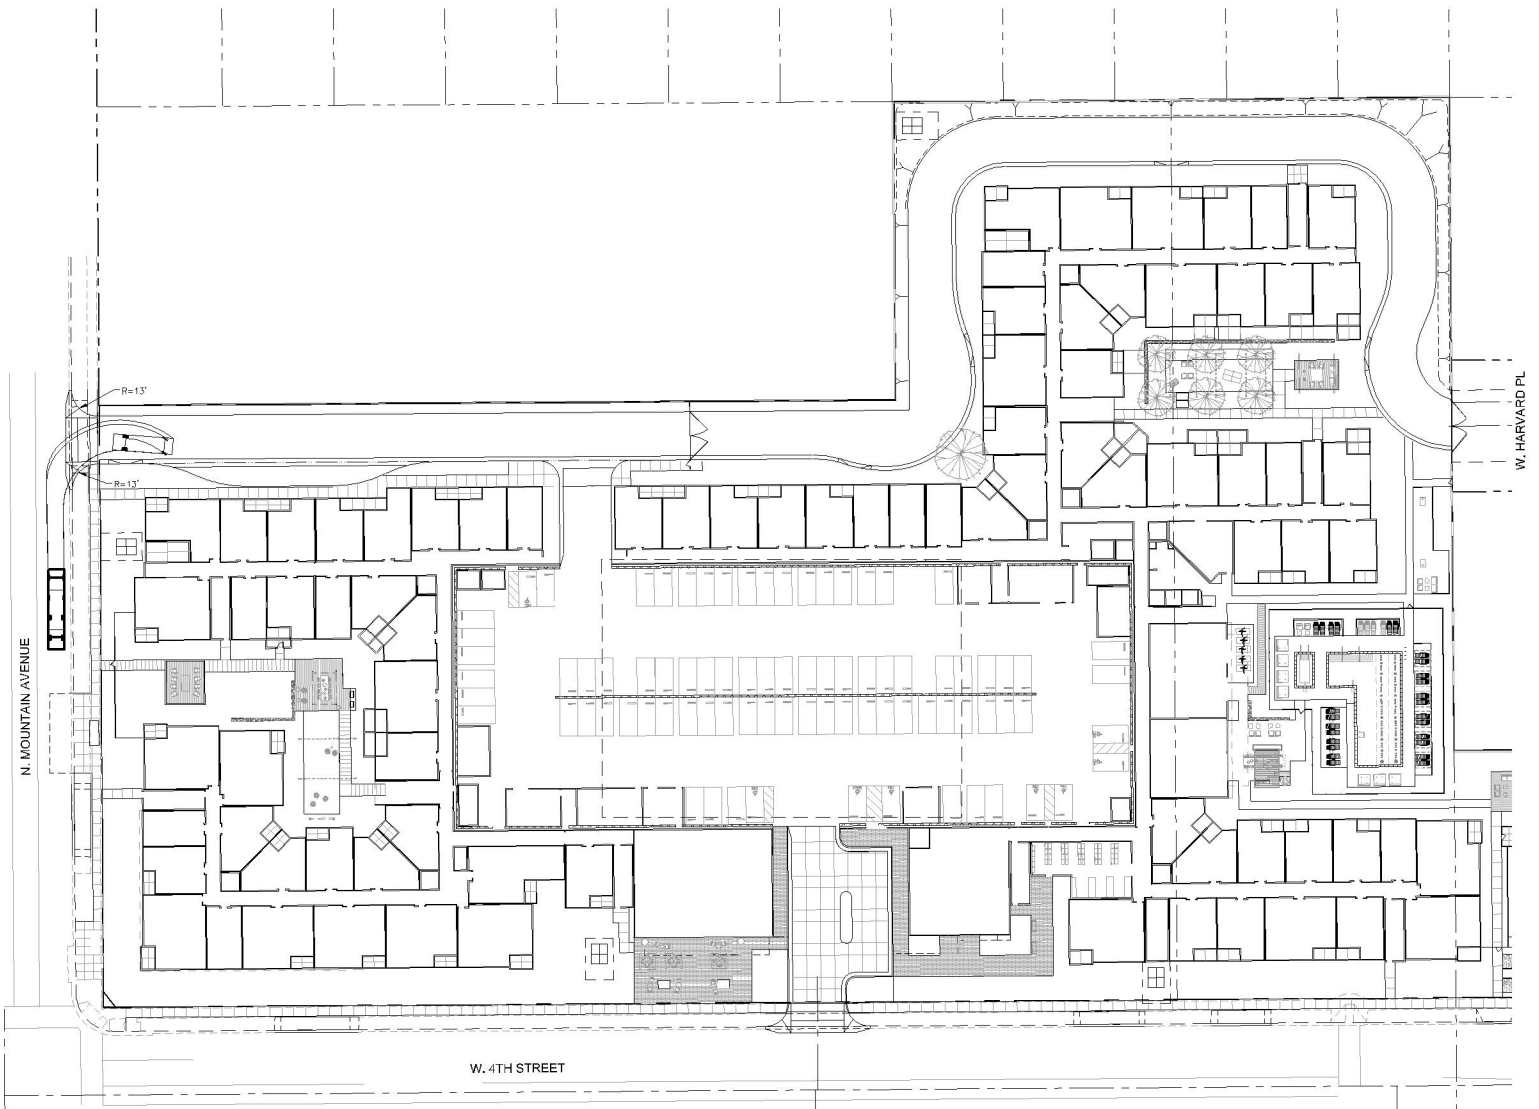 R=13'
W. HARVARD PL
R=13'
N. MOUNTAIN AVENUE
W. 4TH STREET